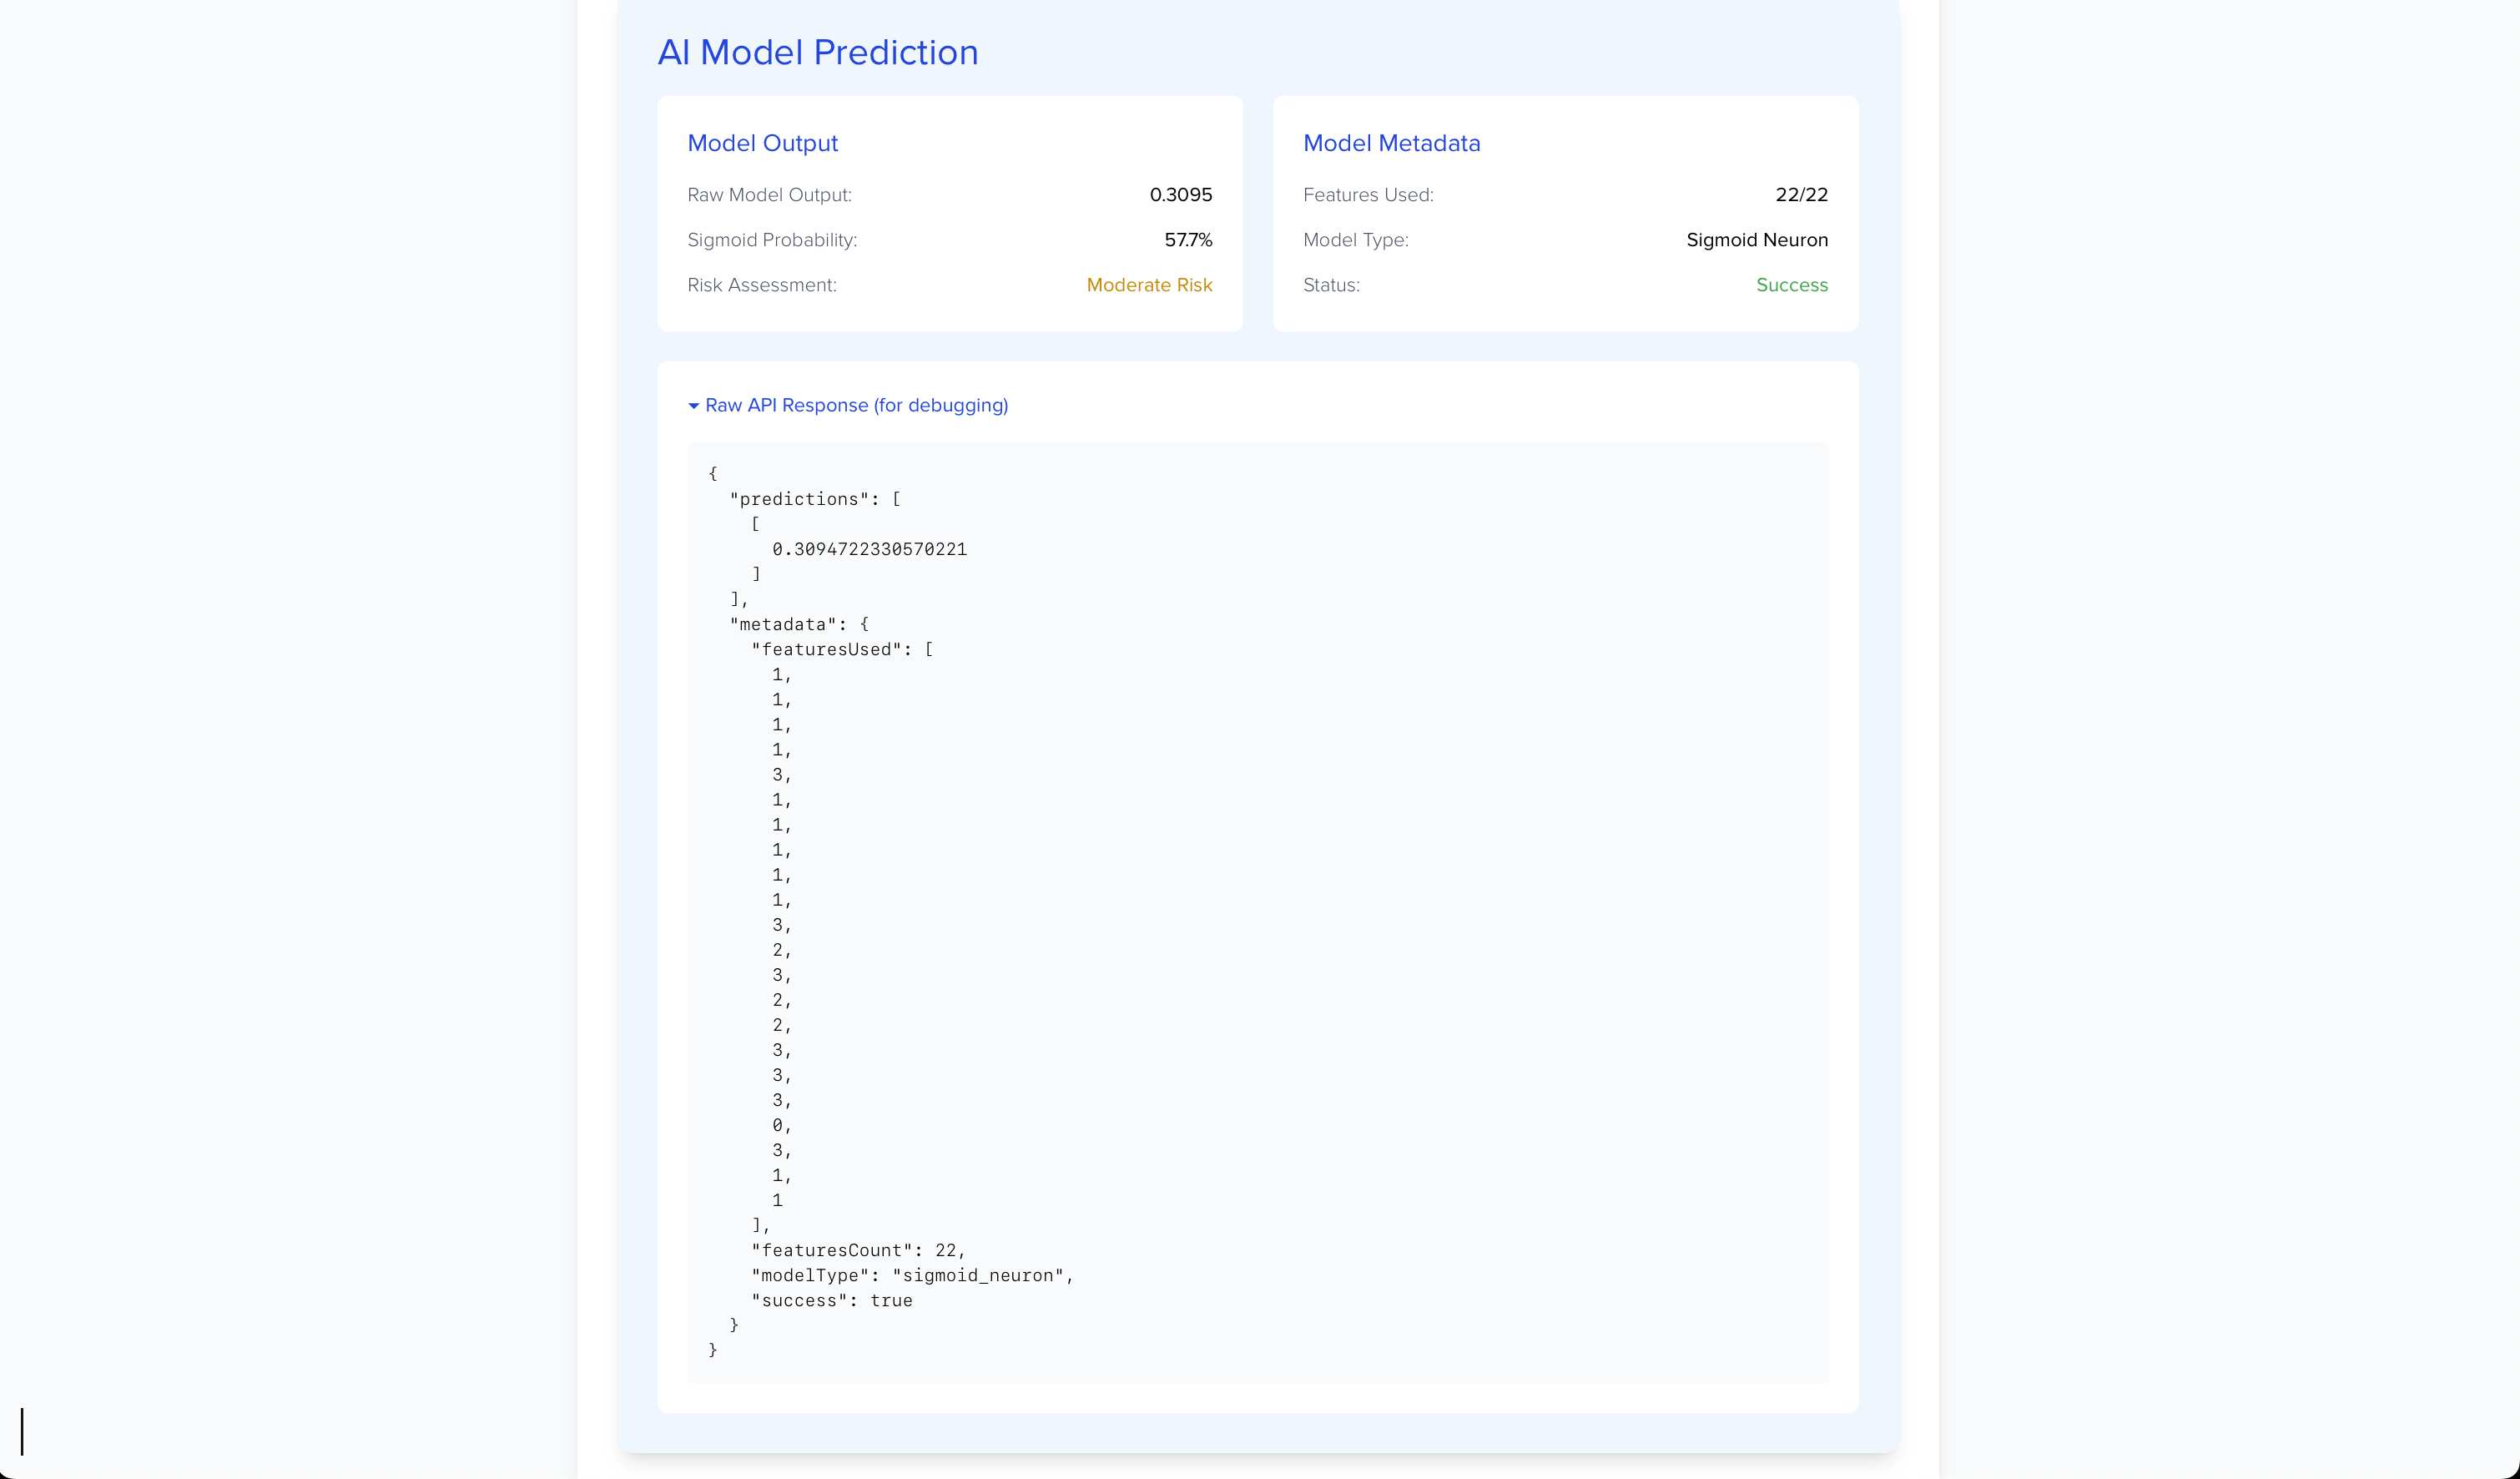 AI Model Prediction
Model Output
Raw Model Output: 0.3095
Sigmoid Probability: 57.7%
Risk Assessment: Moderate Risk
Model Metadata
Features Used: 22/22
Model Type: Sigmoid Neuron
Status: Success
Raw API Response (for debugging)
{
  "predictions": [
    [
      0.3094722330570221
    ]
  ],
  "metadata": {
    "featuresUsed": [
      1,
      1,
      1,
      1,
      3,
      1,
      1,
      1,
      1,
      1,
      3,
      2,
      3,
      2,
      2,
      3,
      3,
      3,
      0,
      3,
      1,
      1
    ],
    "featuresCount": 22,
    "modelType": "sigmoid_neuron",
    "success": true
  }
}